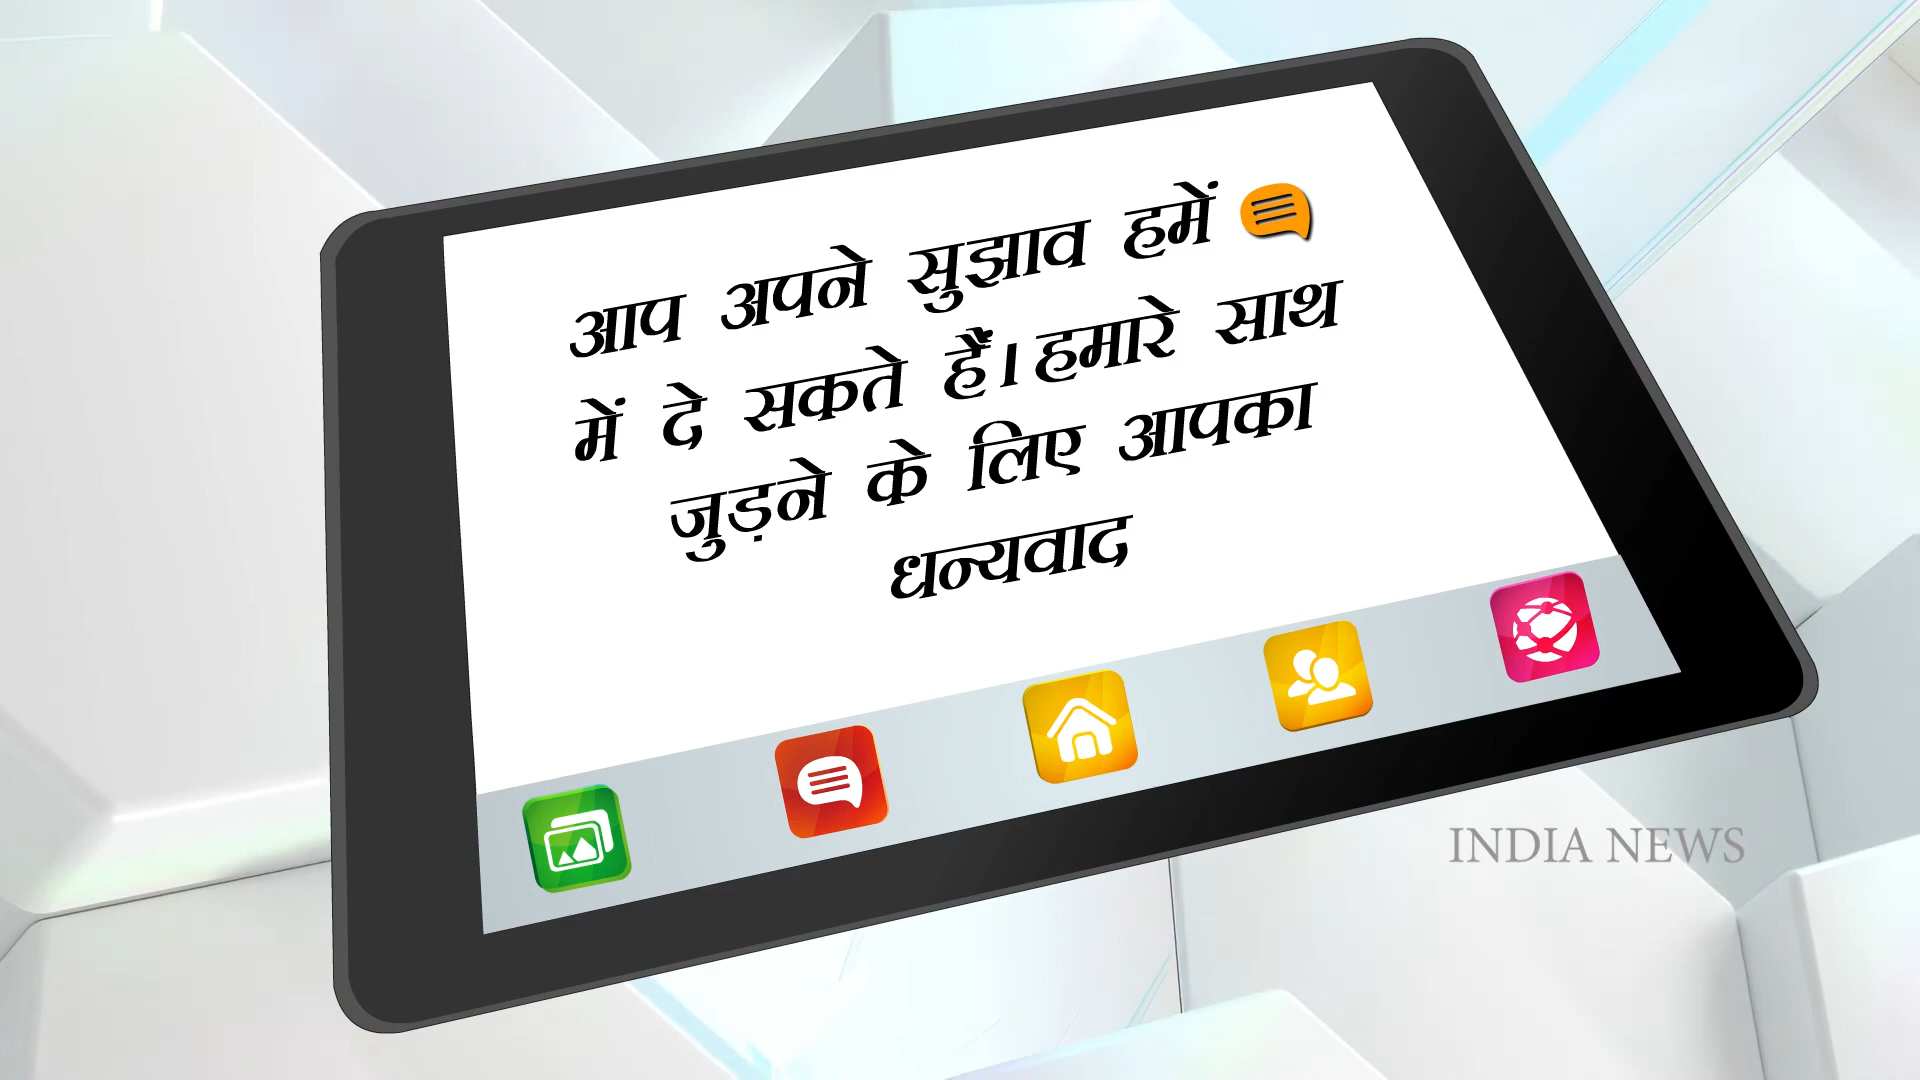 आप अपने सुझाव हमें
में दे सकते हैं। हमारे साथ
जुड़ने के लिए आपका
धन्यवाद
INDIA NEWS